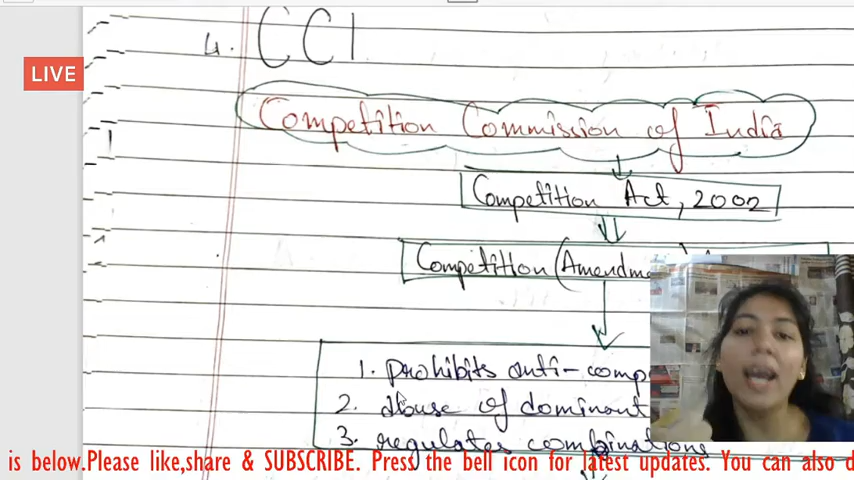 4. CCI
LIVE
Competition Commission of India
Competition Act, 2002
Competition (Amendm
1. prohibits anti-comp
2. abuse of dominant
3. regulates combinations
is below.Please like,share & SUBSCRIBE. Press the bell icon for latest updates. You can also d